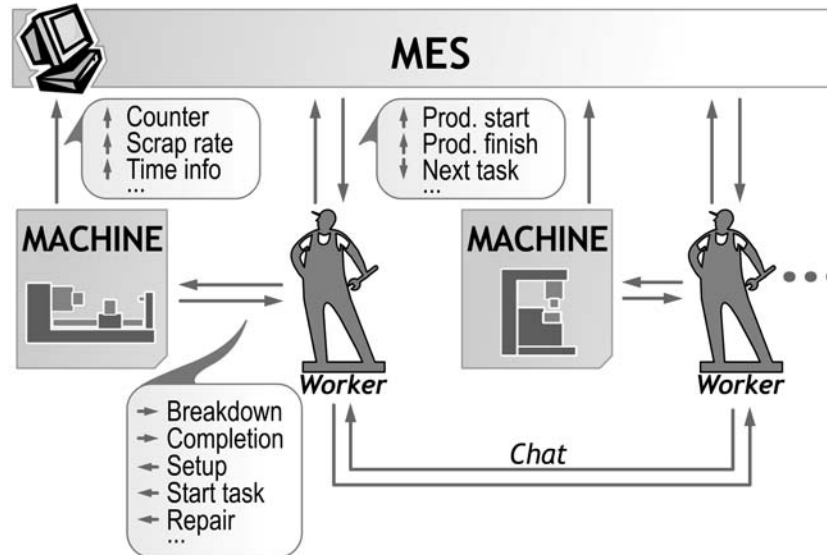 MES
Counter
Scrap rate
Time info
...
Prod. start
Prod. finish
Next task
...
MACHINE
MACHINE
Worker
Worker
Breakdown
Completion
Setup
Start task
Repair
...
Chat